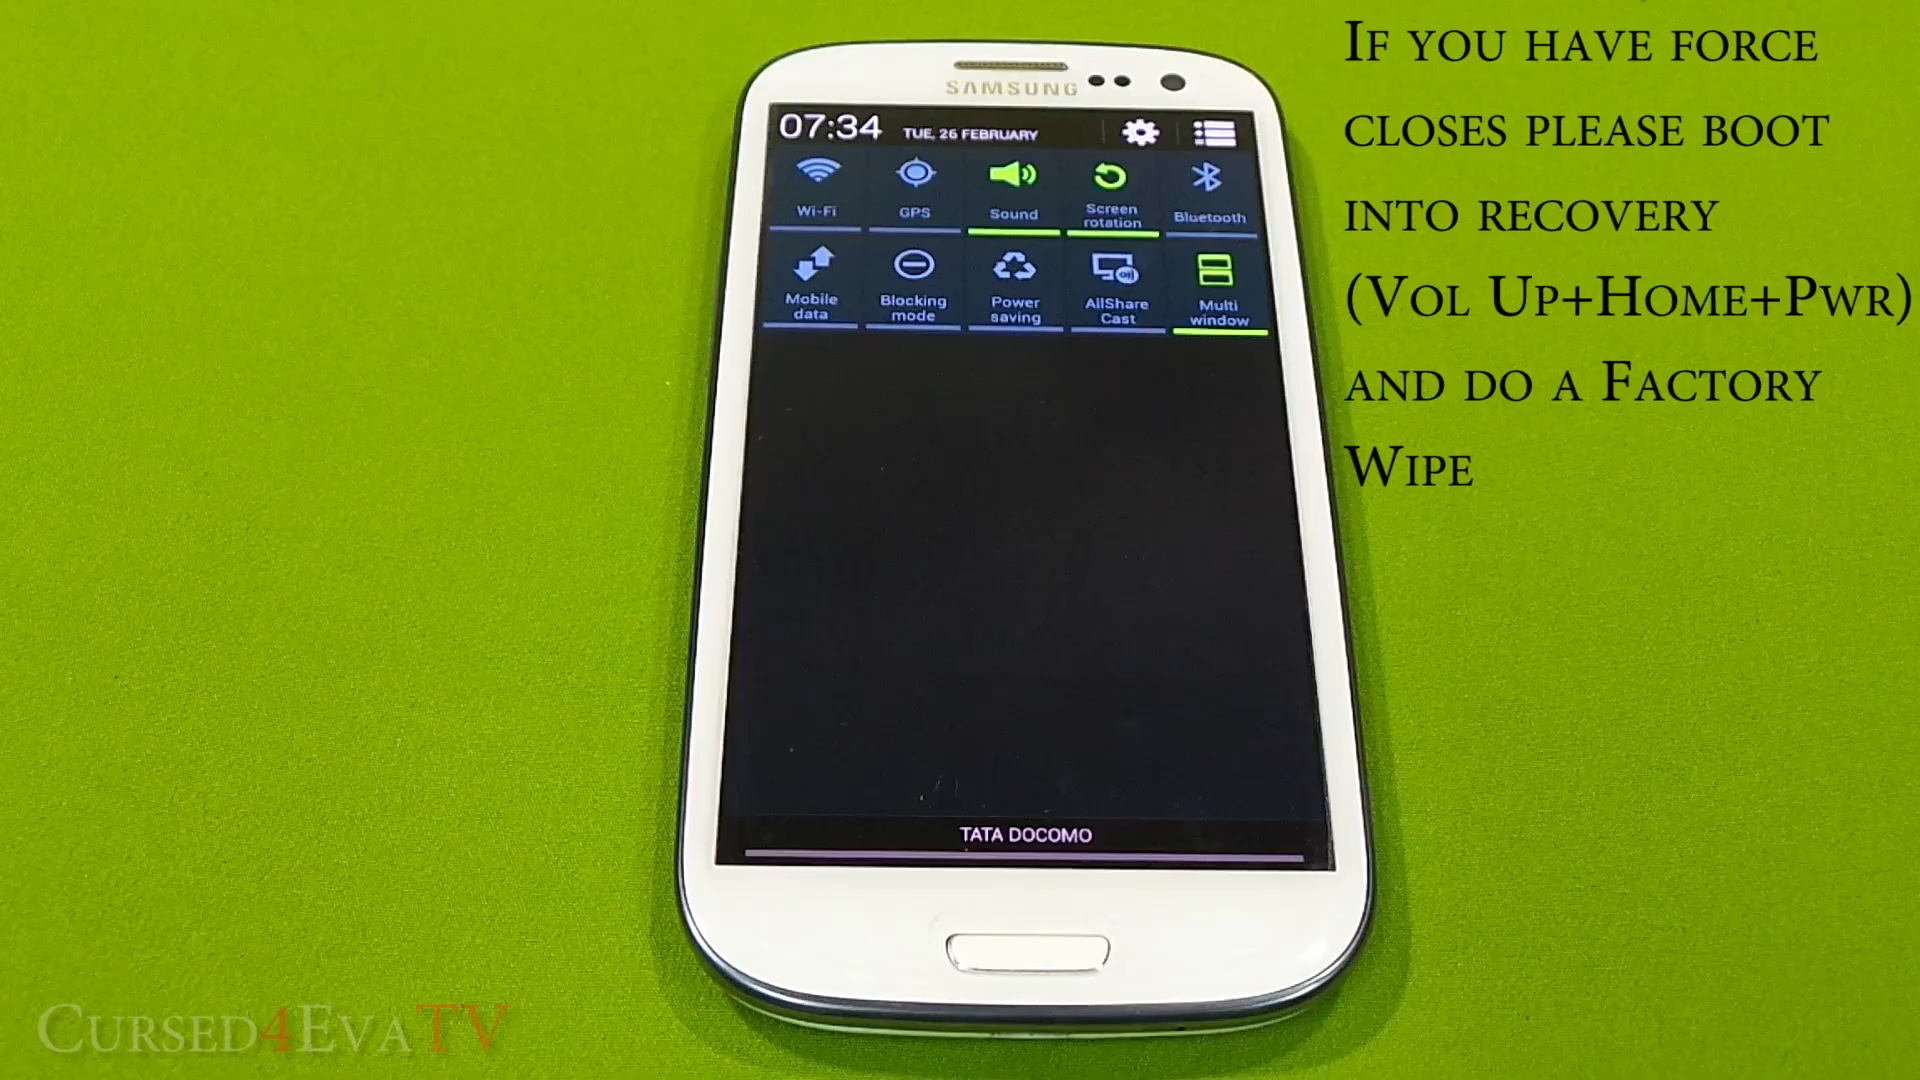 If you have force
closes please boot
into recovery
(Vol Up+Home+Pwr)
and do a Factory
Wipe
SAMSUNG
07:34 TUE, 26 FEBRUARY
Wi-Fi
GPS
Sound
Screen
rotation
Bluetooth
Mobile
data
Blocking
mode
Power
saving
AllShare
Cast
Multi
window
TATA DOCOMO
Cursed4EvaTV